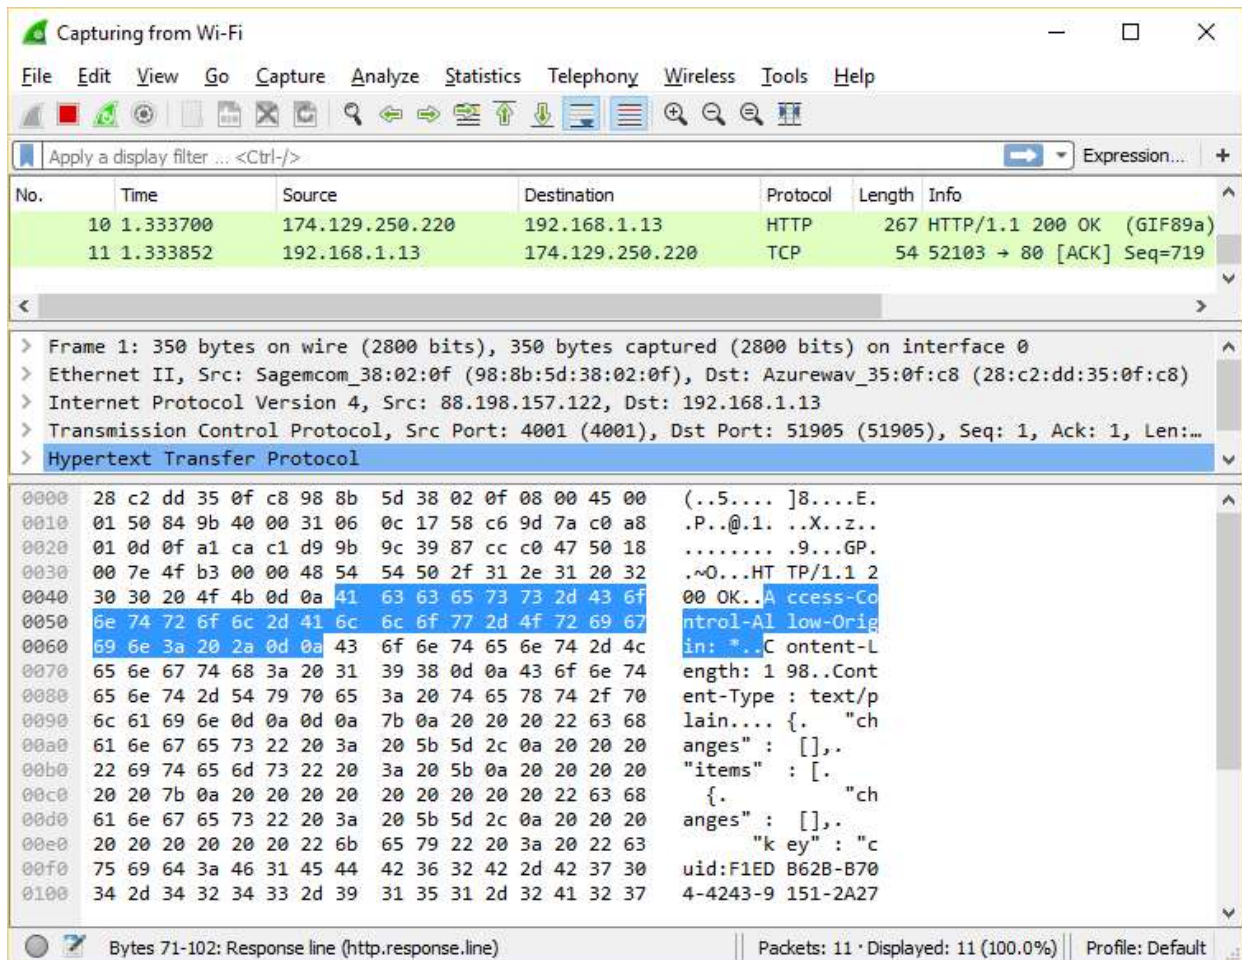 Capturing from Wi-Fi
File Edit View Go Capture Analyze Statistics Telephony Wireless Tools Help
Apply a display filter ... <Ctrl-/> Expression... +
No. Time Source Destination Protocol Length Info
10 1.333700 174.129.250.220 192.168.1.13 HTTP 267 HTTP/1.1 200 OK (GIF89a)
11 1.333852 192.168.1.13 174.129.250.220 TCP 54 52103 → 80 [ACK] Seq=719
> Frame 1: 350 bytes on wire (2800 bits), 350 bytes captured (2800 bits) on interface 0
> Ethernet II, Src: Sagemcom_38:02:0f (98:8b:5d:38:02:0f), Dst: Azurewav_35:0f:c8 (28:c2:dd:35:0f:c8)
> Internet Protocol Version 4, Src: 88.198.157.122, Dst: 192.168.1.13
> Transmission Control Protocol, Src Port: 4001 (4001), Dst Port: 51905 (51905), Seq: 1, Ack: 1, Len:…
> Hypertext Transfer Protocol
0000 28 c2 dd 35 0f c8 98 8b 5d 38 02 0f 08 00 45 00 (..5.... ]8....E.
0010 01 50 84 9b 40 00 31 06 0c 17 58 c6 9d 7a c0 a8 .P..@.1. ..X..z..
0020 01 0d 0f a1 ca c1 d9 9b 9c 39 87 cc c0 47 50 18 ........ .9...GP.
0030 00 7e 4f b3 00 00 48 54 54 50 2f 31 2e 31 20 32 .~O...HT TP/1.1 2
0040 30 30 20 4f 4b 0d 0a 41 63 63 65 73 73 2d 43 6f 00 OK..A ccess-Co
0050 6e 74 72 6f 6c 2d 41 6c 6c 6f 77 2d 4f 72 69 67 ntrol-Al low-Orig
0060 69 6e 3a 20 2a 0d 0a 43 6f 6e 74 65 6e 74 2d 4c in: *..C ontent-L
0070 65 6e 67 74 68 3a 20 31 39 38 0d 0a 43 6f 6e 74 ength: 1 98..Cont
0080 65 6e 74 2d 54 79 70 65 3a 20 74 65 78 74 2f 70 ent-Type : text/p
0090 6c 61 69 6e 0d 0a 0d 0a 7b 0a 20 20 20 22 63 68 lain.... {. "ch
00a0 61 6e 67 65 73 22 20 3a 20 5b 5d 2c 0a 20 20 20 anges" : [],.
00b0 22 69 74 65 6d 73 22 20 3a 20 5b 0a 20 20 20 20 "items" : [.
00c0 20 20 7b 0a 20 20 20 20 20 20 20 20 20 22 63 68 {. "ch
00d0 61 6e 67 65 73 22 20 3a 20 5b 5d 2c 0a 20 20 20 anges" : [],.
00e0 20 20 20 20 20 20 22 6b 65 79 22 20 3a 20 22 63 "k ey" : "c
00f0 75 69 64 3a 46 31 45 44 42 36 32 42 2d 42 37 30 uid:F1ED B62B-B70
0100 34 2d 34 32 34 33 2d 39 31 35 31 2d 32 41 32 37 4-4243-9 151-2A27
Bytes 71-102: Response line (http.response.line) Packets: 11 · Displayed: 11 (100.0%) Profile: Default